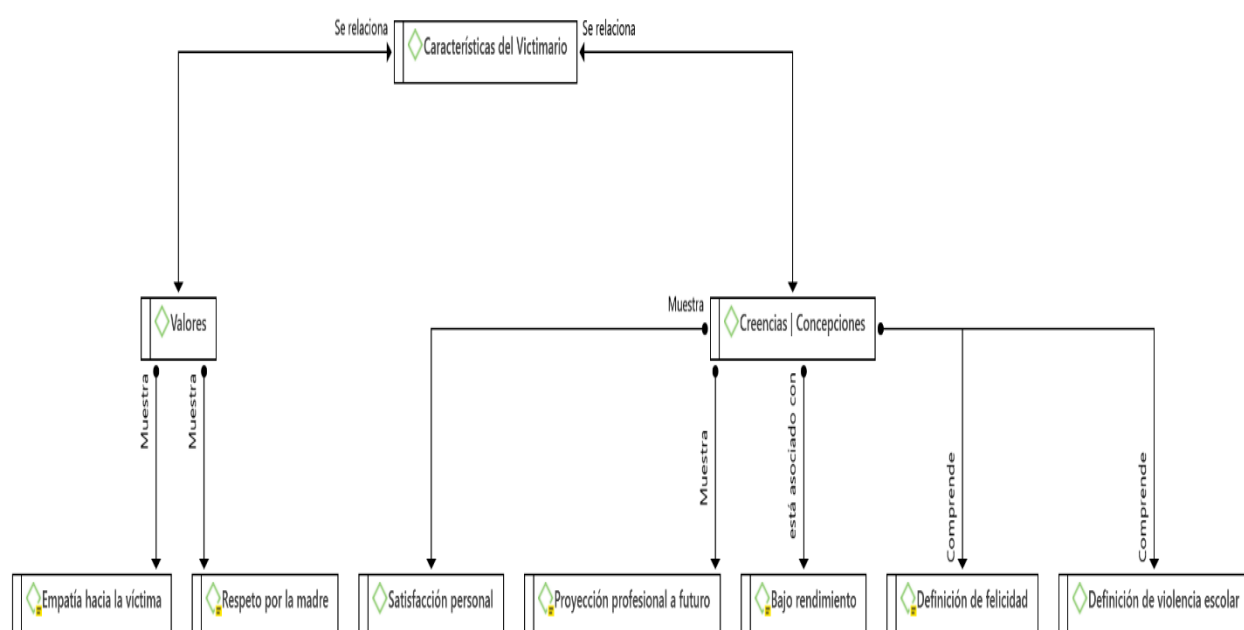 Se relaciona
Características del Victimario
Se relaciona
Valores
Muestra
Creencias | Concepciones
Muestra
Muestra
Muestra
está asociado con
Comprende
Comprende
Empatía hacia la víctima
Respeto por la madre
Satisfacción personal
Proyección profesional a futuro
Bajo rendimiento
Definición de felicidad
Definición de violencia escolar